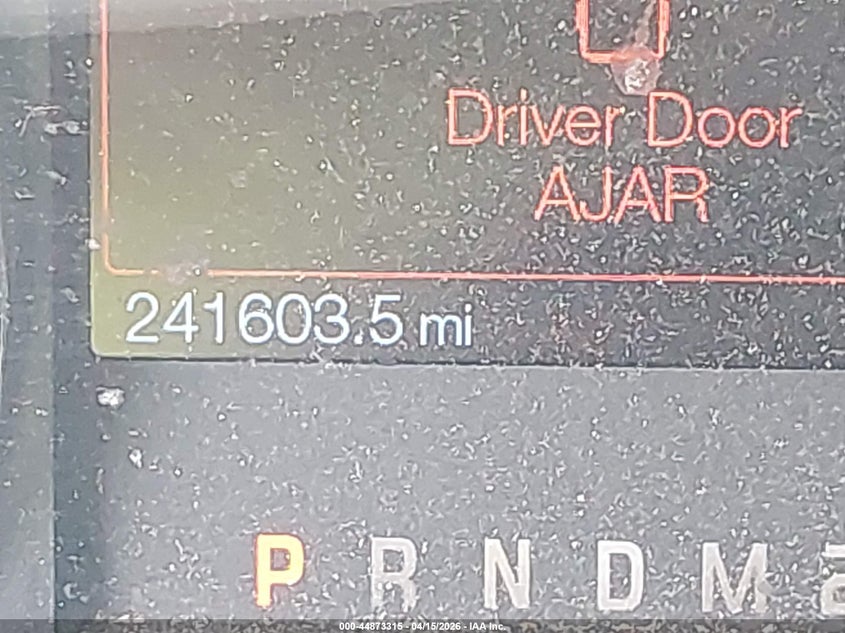 Driver Door
AJAR
241603.5 mi
P R N D M
000-44873315 - 04/15/2026 - IAA Inc.